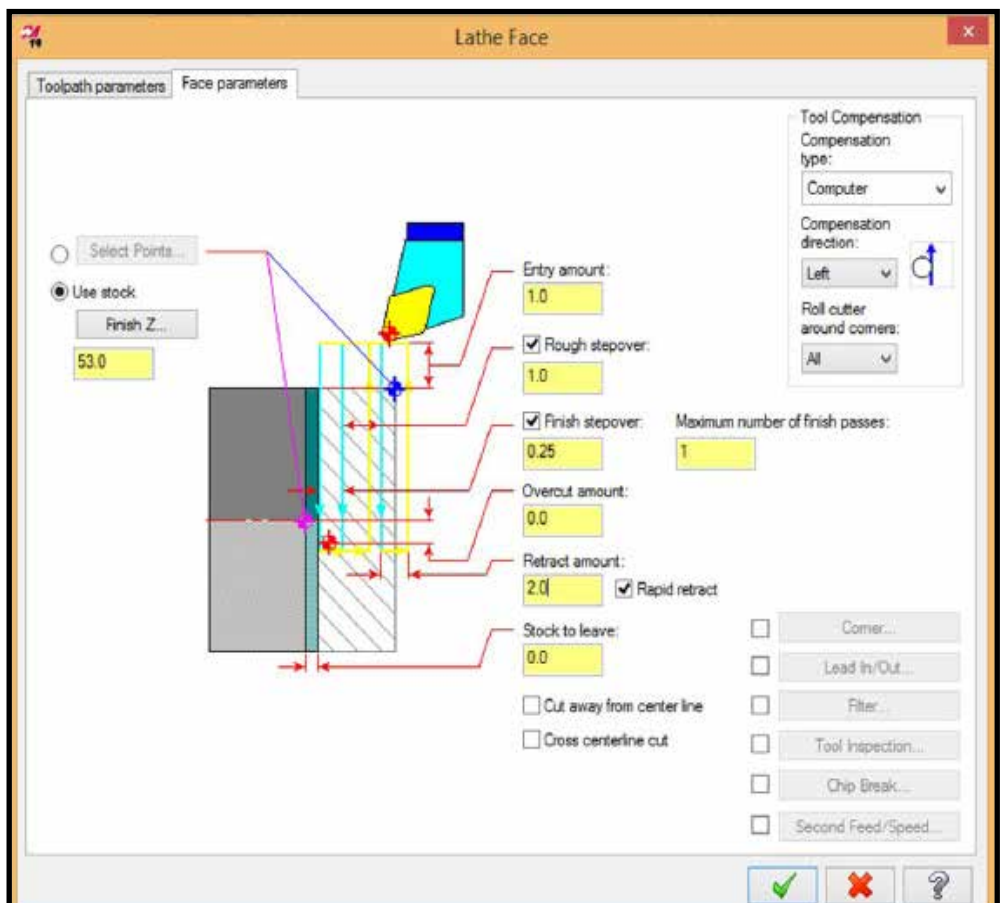 Lathe Face
Toolpath parameters
Face parameters
Tool Compensation
Compensation
type:
Computer
Compensation
direction:
Left
Roll cutter
around corners:
All
Select Points...
Use stock
Finish Z...
53.0
Entry amount:
1.0
Rough stepover:
1.0
Finish stepover:
0.25
Maximum number of finish passes:
1
Overcut amount:
0.0
Retract amount:
2.0
Rapid retract
Stock to leave:
0.0
Cut away from center line
Cross centerline cut
Corner...
Lead In/Out...
Filter...
Tool Inspection...
Chip Break...
Second Feed/Speed...